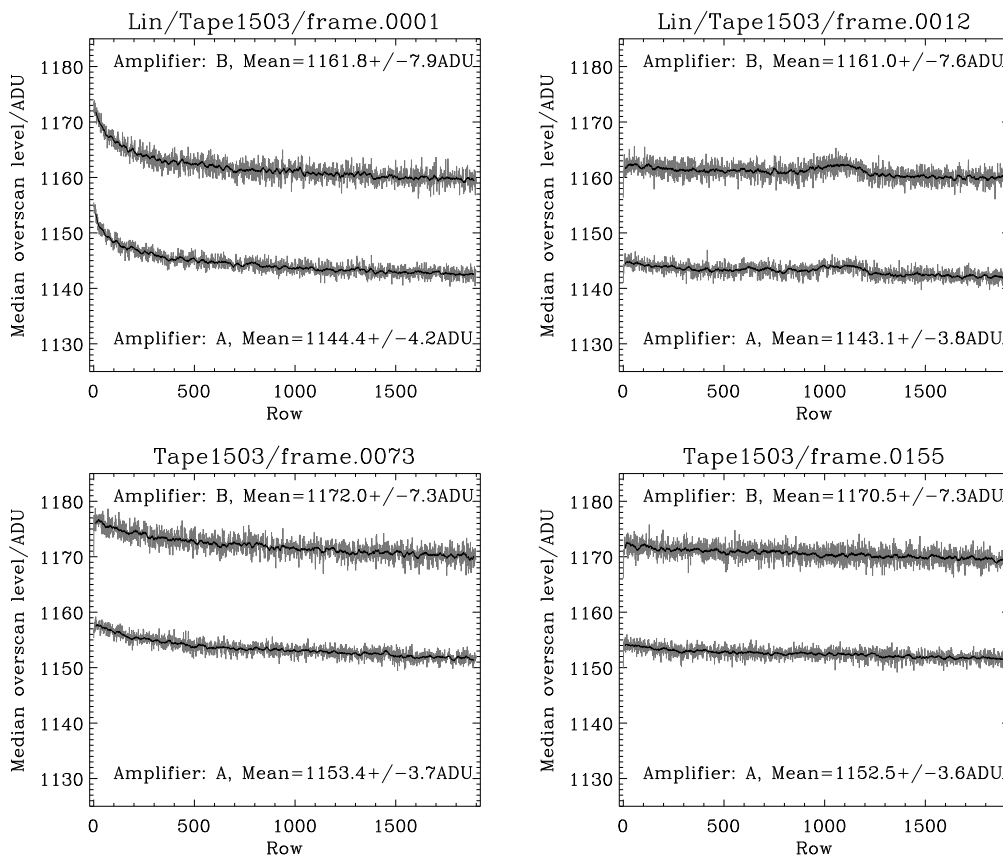 Lin/Tape1503/frame.0001
Amplifier: B, Mean=1161.8+/−7.9ADU
1180
1170
1160
1150
1140
1130
Median overscan level/ADU
Amplifier: A, Mean=1144.4+/−4.2ADU
0 500 1000 1500
Row
Lin/Tape1503/frame.0012
Amplifier: B, Mean=1161.0+/−7.6ADU
1180
1170
1160
1150
1140
1130
Median overscan level/ADU
Amplifier: A, Mean=1143.1+/−3.8ADU
0 500 1000 1500
Row
Tape1503/frame.0073
Amplifier: B, Mean=1172.0+/−7.3ADU
1180
1170
1160
1150
1140
1130
Median overscan level/ADU
Amplifier: A, Mean=1153.4+/−3.7ADU
0 500 1000 1500
Row
Tape1503/frame.0155
Amplifier: B, Mean=1170.5+/−7.3ADU
1180
1170
1160
1150
1140
1130
Median overscan level/ADU
Amplifier: A, Mean=1152.5+/−3.6ADU
0 500 1000 1500
Row